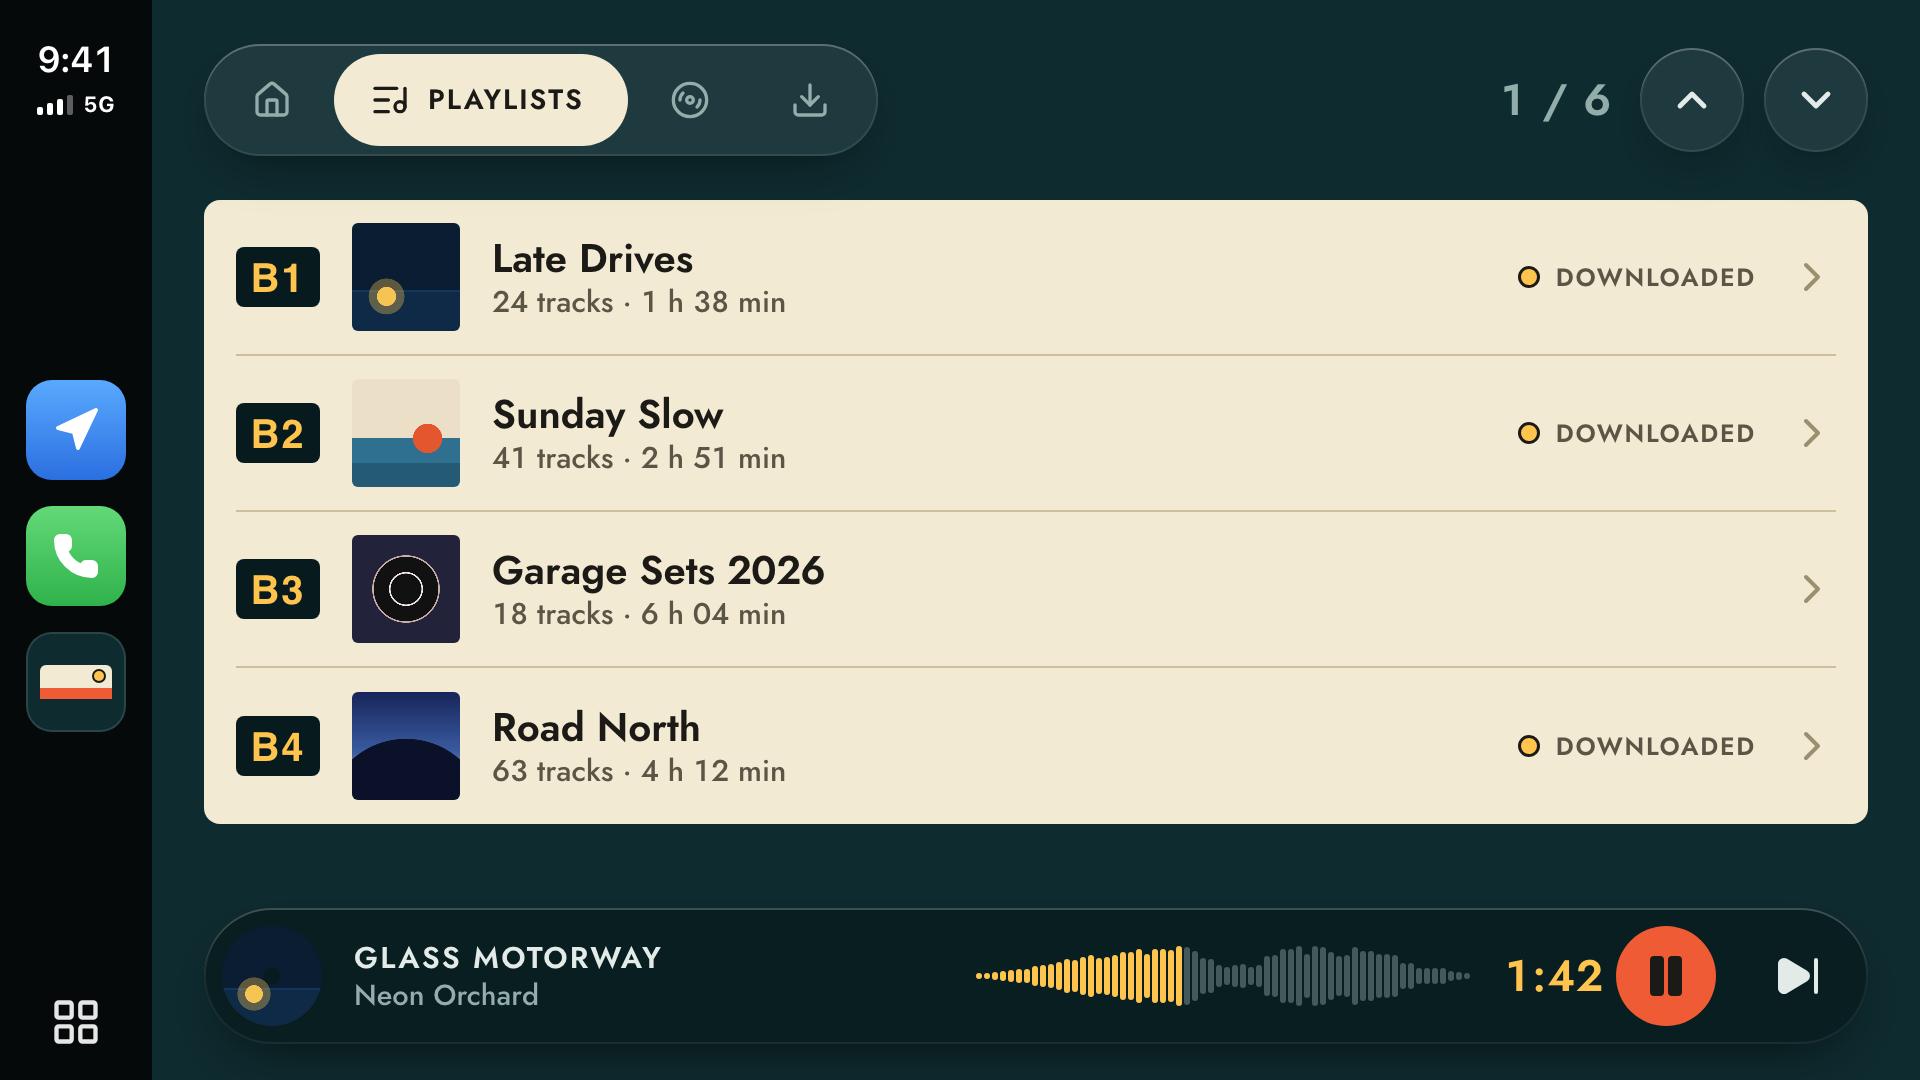 9:41
5G
PLAYLISTS
1 / 6
B1
Late Drives
24 tracks · 1 h 38 min
DOWNLOADED
B2
Sunday Slow
41 tracks · 2 h 51 min
DOWNLOADED
B3
Garage Sets 2026
18 tracks · 6 h 04 min
B4
Road North
63 tracks · 4 h 12 min
DOWNLOADED
GLASS MOTORWAY
Neon Orchard
1:42